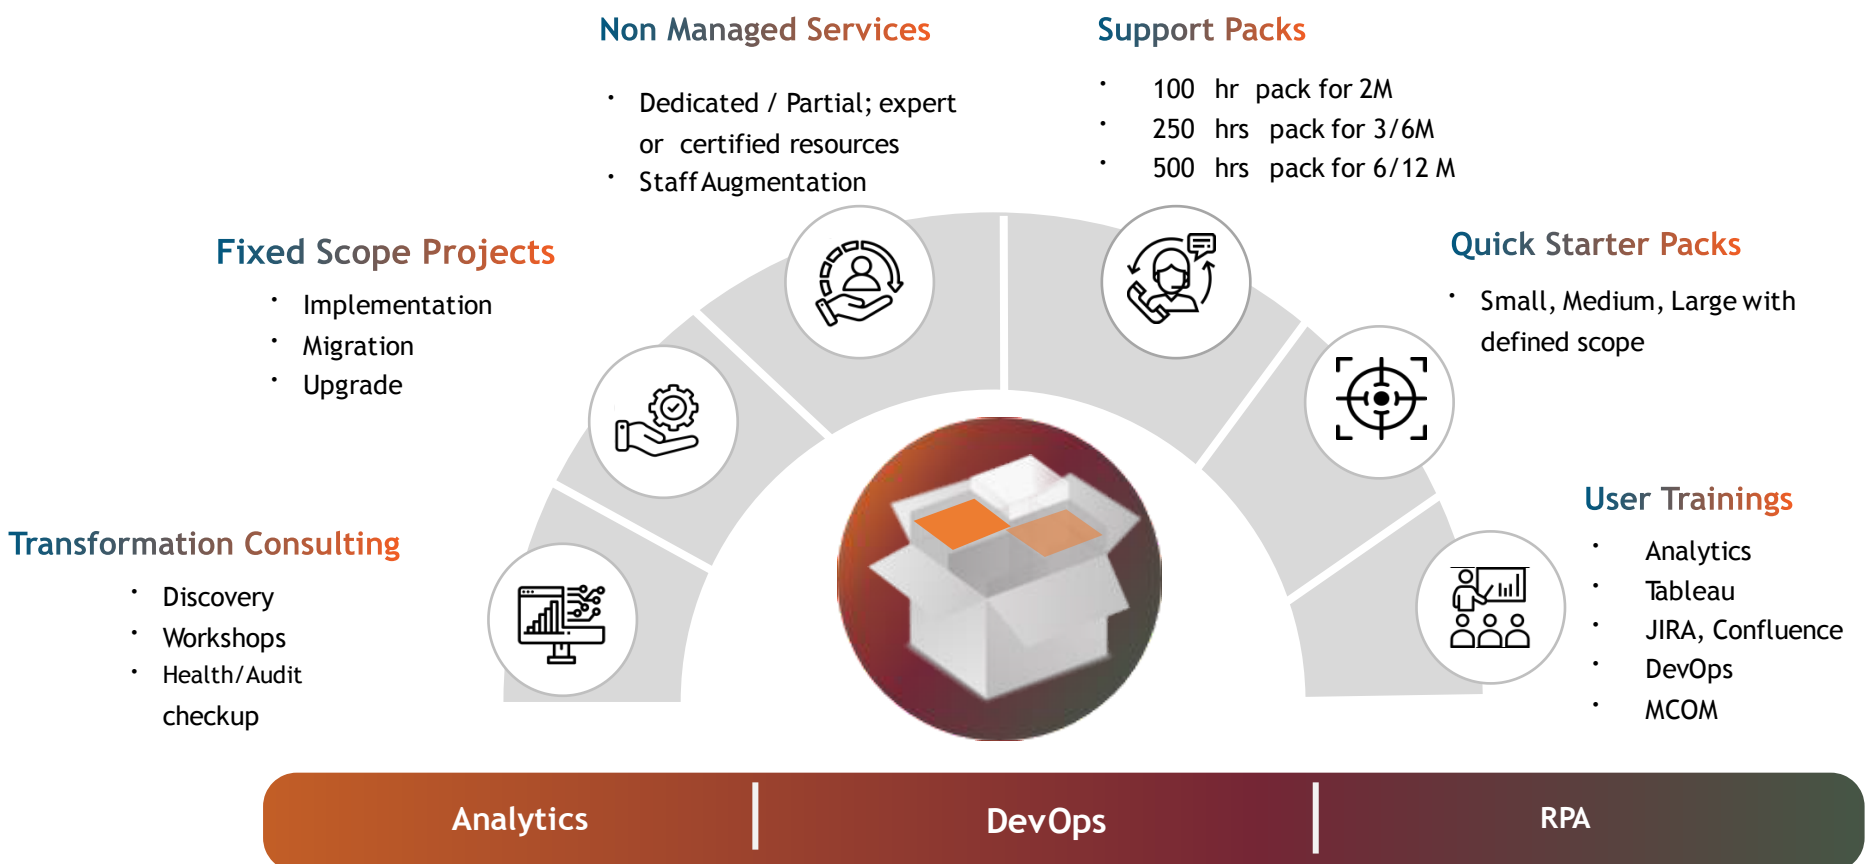 Non Managed Services
Dedicated / Partial; expert
or certified resources
Staff Augmentation
Support Packs
100 hr pack for 2M
250 hrs pack for 3/6M
500 hrs pack for 6/12 M
Fixed Scope Projects
Implementation
Migration
Upgrade
Quick Starter Packs
Small, Medium, Large with
defined scope
Transformation Consulting
Discovery
Workshops
Health/Audit
checkup
User Trainings
Analytics
Tableau
JIRA, Confluence
DevOps
MCOM
Analytics
DevOps
RPA